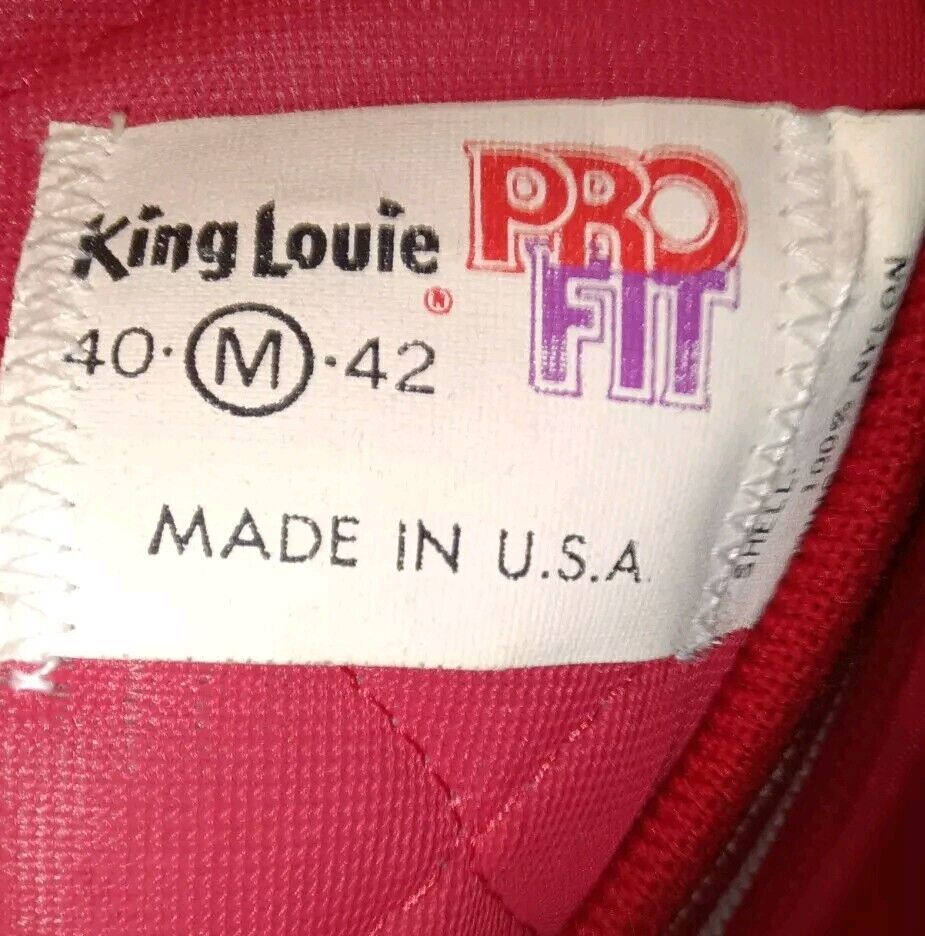 King Louie ®
PRO
FIT
40·M·42
MADE IN U.S.A.
SHELL:
100% NYLON